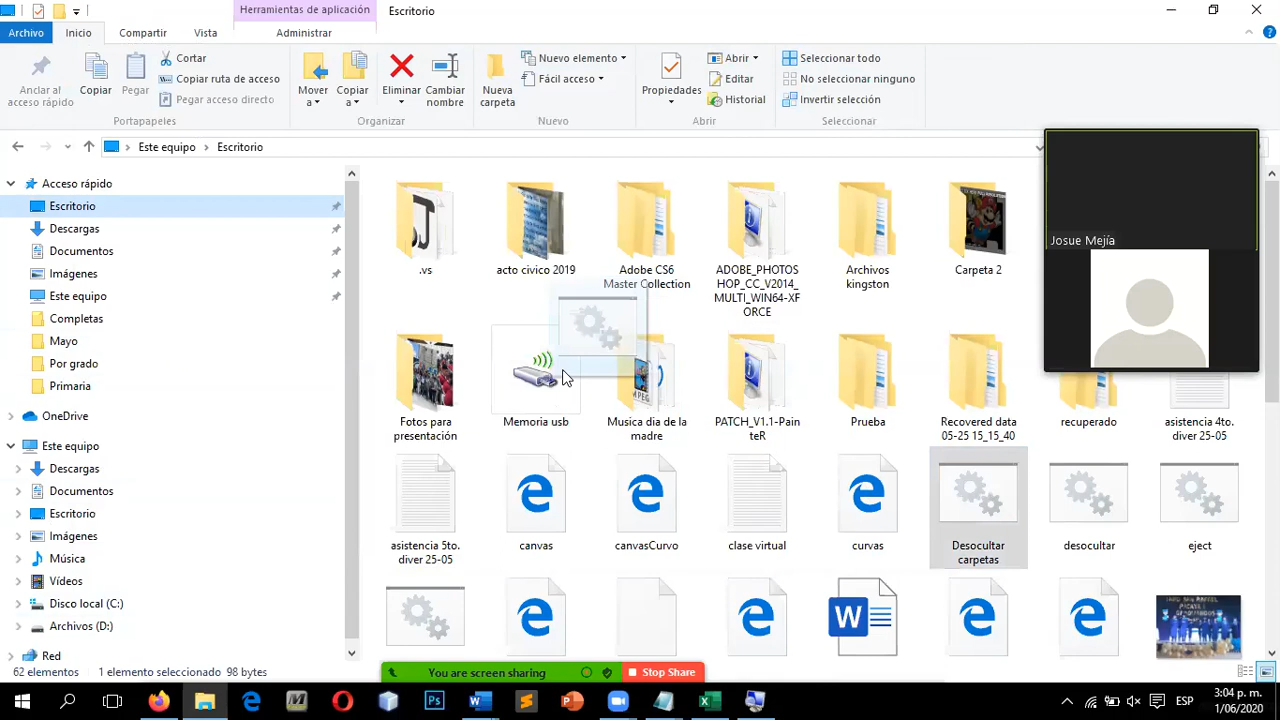 Herramientas de aplicación
Escritorio
Archivo
Inicio
Compartir
Vista
Administrar
Anclar al
acceso rápido
Copiar
Pegar
Cortar
Copiar ruta de acceso
Pegar acceso directo
Portapapeles
Mover
a
Copiar
a
Eliminar
Cambiar
nombre
Organizar
Nueva
carpeta
Nuevo elemento
Fácil acceso
Nuevo
Propiedades
Abrir
Editar
Historial
Abrir
Seleccionar todo
No seleccionar ninguno
Invertir selección
Seleccionar
Este equipo
Escritorio
Acceso rápido
Escritorio
Descargas
Documentos
Imágenes
Este equipo
Completas
Mayo
Por grado
Primaria
OneDrive
Este equipo
Descargas
Documentos
Escritorio
Imágenes
Música
Vídeos
Disco local (C:)
Archivos (D:)
Red
.vs
acto civico 2019
Adobe CS6
Master Collection
ADOBE_PHOTOS
HOP_CC_V2014_
MULTI_WIN64-XF
ORCE
Archivos
kingston
Carpeta 2
Josue Mejía
Fotos para
presentación
Memoria usb
Musica dia de la
madre
PATCH_V1.1-Pain
teR
Prueba
Recovered data
05-25 15_15_40
recuperado
asistencia 4to.
diver 25-05
asistencia 5to.
diver 25-05
canvas
canvasCurvo
clase virtual
curvas
Desocultar
carpetas
desocultar
eject
62 elementos
1 elemento seleccionado 98 bytes
You are screen sharing
Stop Share
ESP
3:04 p. m.
1/06/2020